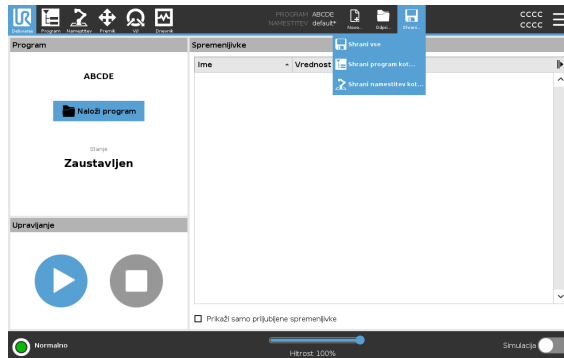 UR
PROGRAM ABCDE
NAMESTITEV default*
cccc
cccc
Delovanje Program Namestitev Premik V/I Dnevnik Novo... Odpri... Shrani...
Program
Spremenljivke
Shrani vse
Ime Vrednost
Shrani program kot...
Shrani namestitev kot...
ABCDE
Naloži program
Stanje
Zaustavljen
Upravljanje
Prikaži samo priljubljene spremenljivke
Normalno
Hitrost 100%
Simulacija